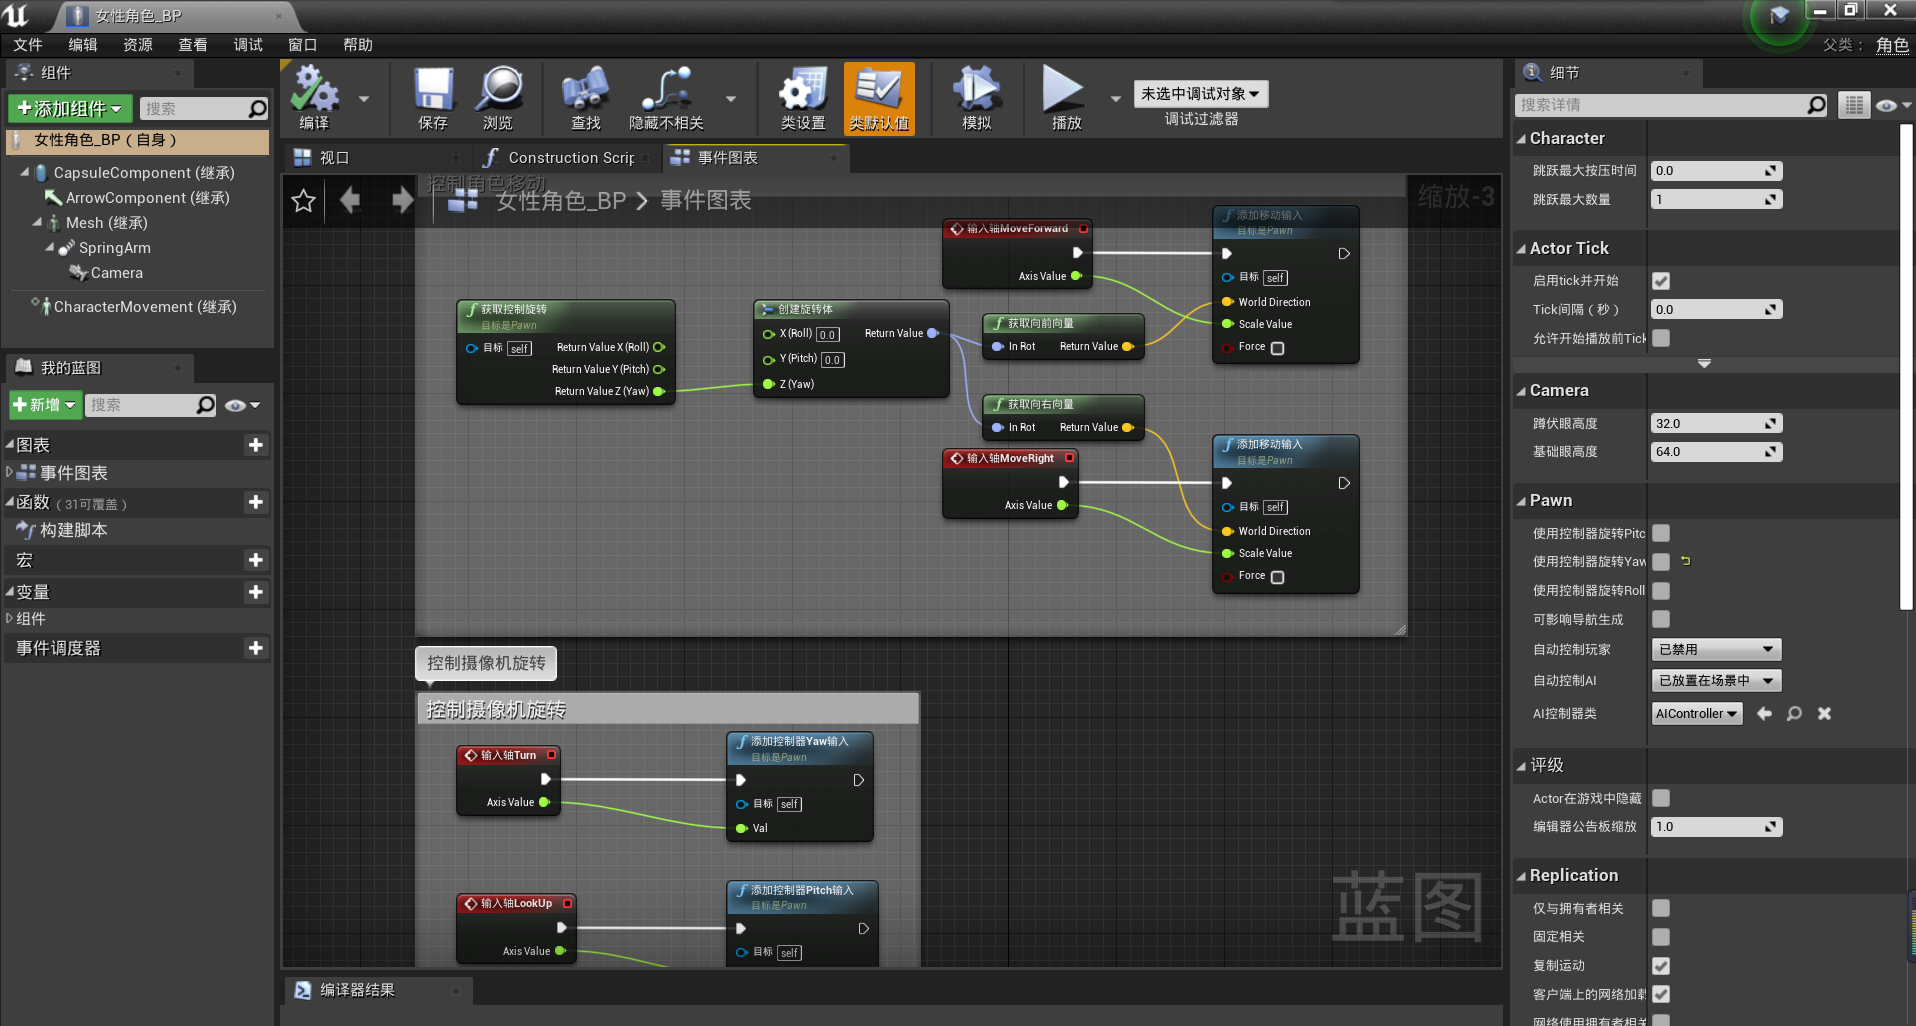 女性角色_BP
文件 编辑 资源 查看 调试 窗口 帮助
父类： 角色
组件
添加组件 搜索
女性角色_BP（自身）
CapsuleComponent (继承)
ArrowComponent (继承)
Mesh (继承)
SpringArm
Camera
CharacterMovement (继承)
我的蓝图
新增 搜索
图表
事件图表
函数 （31可覆盖）
构建脚本
宏
变量
组件
事件调度器
编译 保存 浏览 查找 隐藏不相关 类设置 类默认值 模拟 播放
未选中调试对象
调试过滤器
视口 Construction Scrip 事件图表
控制角色移动
女性角色_BP > 事件图表
缩放-3
输入轴MoveForward
Axis Value
添加移动输入
目标是Pawn
目标 self
World Direction
Scale Value
Force
获取控制旋转
目标是Pawn
目标 self
Return Value X (Roll)
Return Value Y (Pitch)
Return Value Z (Yaw)
创建旋转体
X (Roll) 0.0 Return Value
Y (Pitch) 0.0
Z (Yaw)
获取向前向量
In Rot Return Value
获取向右向量
In Rot Return Value
输入轴MoveRight
Axis Value
添加移动输入
目标是Pawn
目标 self
World Direction
Scale Value
Force
控制摄像机旋转
控制摄像机旋转
输入轴Turn
Axis Value
添加控制器Yaw输入
目标是Pawn
目标 self
Val
输入轴LookUp
Axis Value
添加控制器Pitch输入
目标是Pawn
目标 self
蓝图
编译器结果
细节
搜索详情
Character
跳跃最大按压时间 0.0
跳跃最大数量 1
Actor Tick
启用tick并开始
Tick间隔（秒） 0.0
允许开始播放前Tick
Camera
蹲伏眼高度 32.0
基础眼高度 64.0
Pawn
使用控制器旋转Pitc
使用控制器旋转Yaw
使用控制器旋转Roll
可影响导航生成
自动控制玩家 已禁用
自动控制AI 已放置在场景中
AI控制器类 AIController
评级
Actor在游戏中隐藏
编辑器公告板缩放 1.0
Replication
仅与拥有者相关
固定相关
复制运动
客户端上的网络加载
网络使用拥有者相关